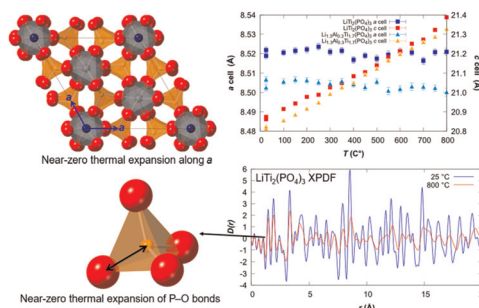 a
a
Near-zero thermal expansion along a
LiTi₂(PO₄)₃ a cell
LiTi₂(PO₄)₃ c cell
Li₁.₃Al₀.₃Ti₁.₇(PO₄)₃ a cell
Li₁.₃Al₀.₃Ti₁.₇(PO₄)₃ c cell
8.54
8.53
8.52
8.51
8.50
8.49
8.48
a cell (Å)
21.4
21.3
21.2
21.1
21.0
20.9
20.8
c cell (Å)
0 100 200 300 400 500 600 700 800
T (C°)
Near-zero thermal expansion of P–O bonds
LiTi₂(PO₄)₃ XPDF
25 °C
800 °C
6
5
4
3
2
1
0
-1
-2
-3
-4
D(r)
0 5 10 15 20
r (Å)